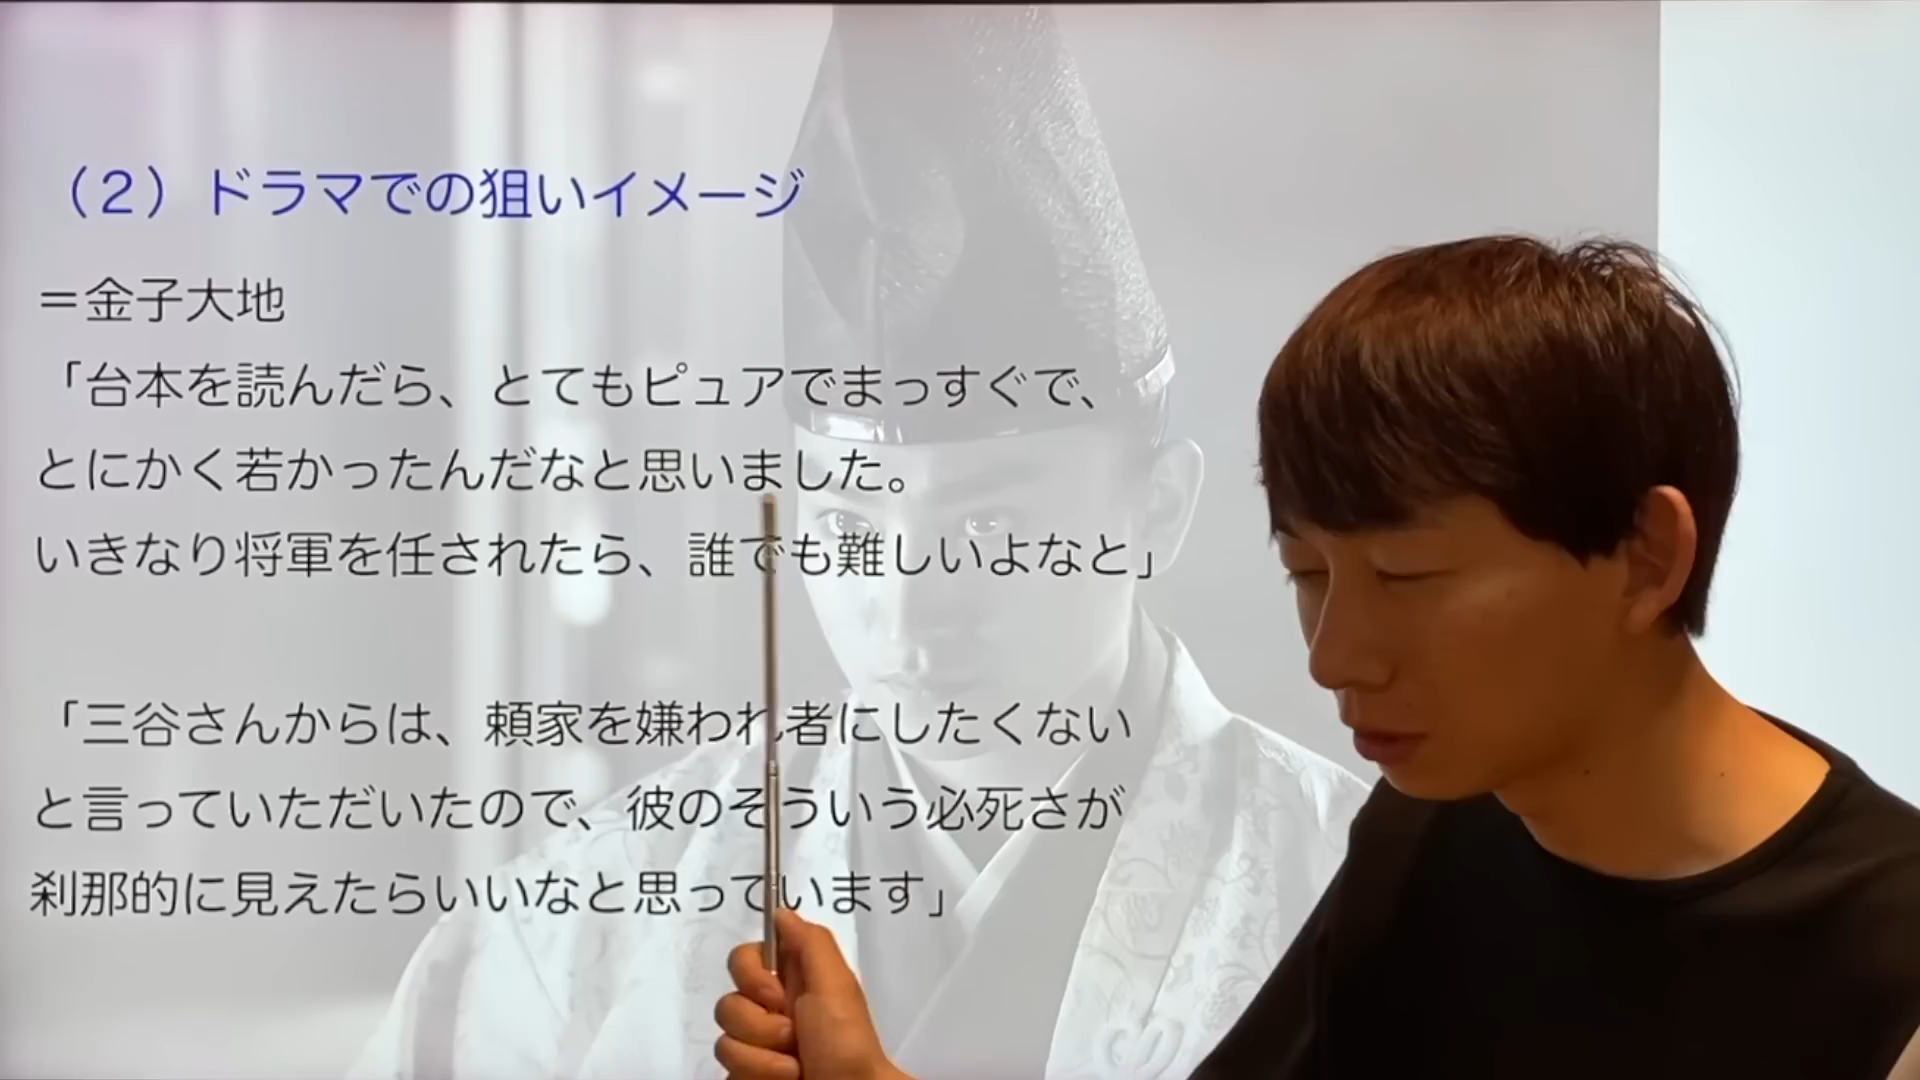 （２）ドラマでの狙いイメージ
＝金子大地
「台本を読んだら、とてもピュアでまっすぐで、
とにかく若かったんだなと思いました。
いきなり将軍を任されたら、誰でも難しいよなと」
「三谷さんからは、頼家を嫌われ者にしたくない
と言っていただいたので、彼のそういう必死さが
刹那的に見えたらいいなと思っています」